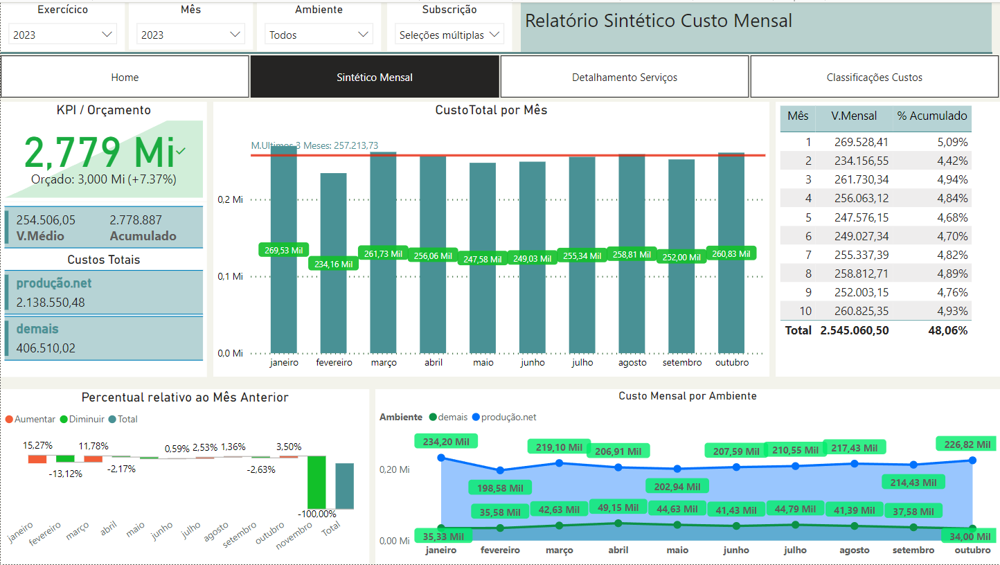 Exercícico
2023
Mês
2023
Ambiente
Todos
Subscrição
Seleções múltiplas
Relatório Sintético Custo Mensal
Home
Sintético Mensal
Detalhamento Serviços
Classificações Custos
KPI / Orçamento
2,779 Mi
Orçado: 3,000 Mi (+7.37%)
254.506,05 2.778.887
V.Médio Acumulado
Custos Totais
produção.net
2.138.550,48
demais
406.510,02
CustoTotal por Mês
M.Ultimos 3 Meses: 257.213,73
0,2 Mi
0,1 Mi
0,0 Mi
269,53 Mil 234,16 Mil 261,73 Mil 256,06 Mil 247,58 Mil 249,03 Mil 255,34 Mil 258,81 Mil 252,00 Mil 260,83 Mil
janeiro fevereiro março abril maio junho julho agosto setembro outubro
Mês V.Mensal % Acumulado
1 269.528,41 5,09%
2 234.156,55 4,42%
3 261.730,34 4,94%
4 256.063,12 4,84%
5 247.576,15 4,68%
6 249.027,34 4,70%
7 255.337,39 4,82%
8 258.812,71 4,89%
9 252.003,15 4,76%
10 260.825,35 4,93%
Total 2.545.060,50 48,06%
Percentual relativo ao Mês Anterior
Aumentar Diminuir Total
15,27% -13,12% 11,78% -2,17% 0,59% 2,53% 1,36% -2,63% 3,50% -100,00%
janeiro fevereiro março abril maio junho julho agosto setembro outubro novembro Total
Custo Mensal por Ambiente
Ambiente demais produção.net
0,20 Mi
0,00 Mi
234,20 Mil 198,58 Mil 219,10 Mil 206,91 Mil 202,94 Mil 207,59 Mil 210,55 Mil 217,43 Mil 214,43 Mil 226,82 Mil
35,33 Mil 35,58 Mil 42,63 Mil 49,15 Mil 44,63 Mil 41,43 Mil 44,79 Mil 41,39 Mil 37,58 Mil 34,00 Mil
janeiro fevereiro março abril maio junho julho agosto setembro outubro